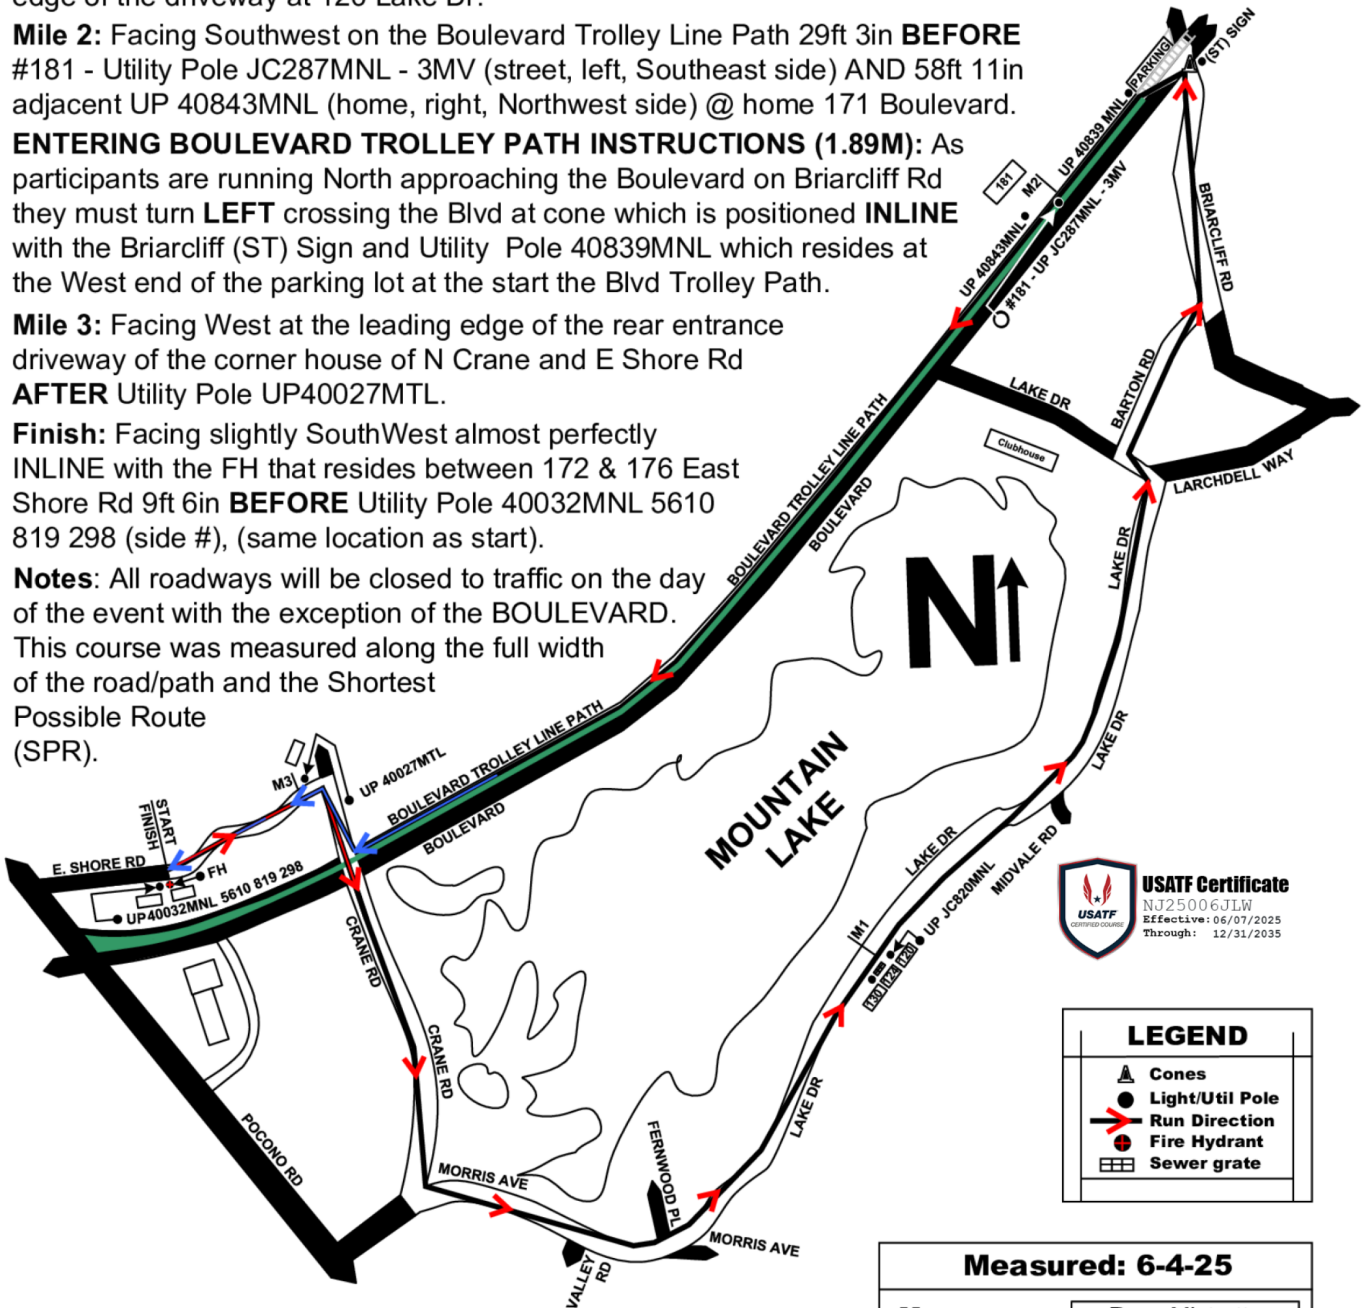 edge of the driveway at 120 Lake Dr.
Mile 2: Facing Southwest on the Boulevard Trolley Line Path 29ft 3in BEFORE
#181 - Utility Pole JC287MNL - 3MV (street, left, Southeast side) AND 58ft 11in
adjacent UP 40843MNL (home, right, Northwest side) @ home 171 Boulevard.
ENTERING BOULEVARD TROLLEY PATH INSTRUCTIONS (1.89M): As
participants are running North approaching the Boulevard on Briarcliff Rd
they must turn LEFT crossing the Blvd at cone which is positioned INLINE
with the Briarcliff (ST) Sign and Utility Pole 40839MNL which resides at
the West end of the parking lot at the start the Blvd Trolley Path.
Mile 3: Facing West at the leading edge of the rear entrance
driveway of the corner house of N Crane and E Shore Rd
AFTER Utility Pole UP40027MTL.
Finish: Facing slightly SouthWest almost perfectly
INLINE with the FH that resides between 172 & 176 East
Shore Rd 9ft 6in BEFORE Utility Pole 40032MNL 5610
819 298 (side #), (same location as start).
Notes: All roadways will be closed to traffic on the day
of the event with the exception of the BOULEVARD.
This course was measured along the full width
of the road/path and the Shortest
Possible Route
(SPR).
PARKING
(ST) SIGN
UP 40839 MNL
181
M2
UP 40843MNL
#181 - UP JC287MNL - 3MV
BRIARCLIFF RD
BARTON RD
LAKE DR
Clubhouse
LARCHDELL WAY
BOULEVARD TROLLEY LINE PATH
BOULEVARD
LAKE DR
N
LAKE DR
MOUNTAIN
LAKE
BOULEVARD TROLLEY LINE PATH
BOULEVARD
M3
UP 40027MTL
START
FINISH
E. SHORE RD
FH
UP40032MNL 5610 819 298
CRANE RD
CRANE RD
POCONO RD
MORRIS AVE
FERNWOOD PL
MORRIS AVE
VALLEY
RD
LAKE DR
M1
130
124
120
UP JC820MNL
LAKE DR
MIDVALE RD
USATF
CERTIFIED COURSE
USATF Certificate
NJ25006JLW
Effective: 06/07/2025
Through: 12/31/2035
LEGEND
Cones
Light/Util Pole
Run Direction
Fire Hydrant
Sewer grate
Measured: 6-4-25